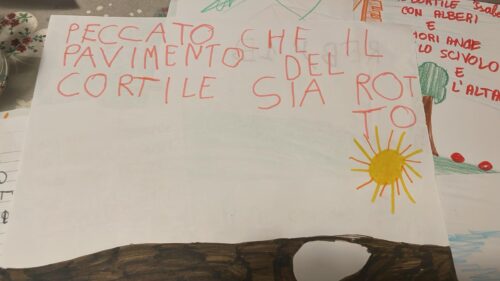 PECCATO CHE IL
PAVIMENTO DEL
CORTILE SIA ROT
TO
CORTILE
CON ALBERI
E
LO SCIVOLO
E
L'ALTA